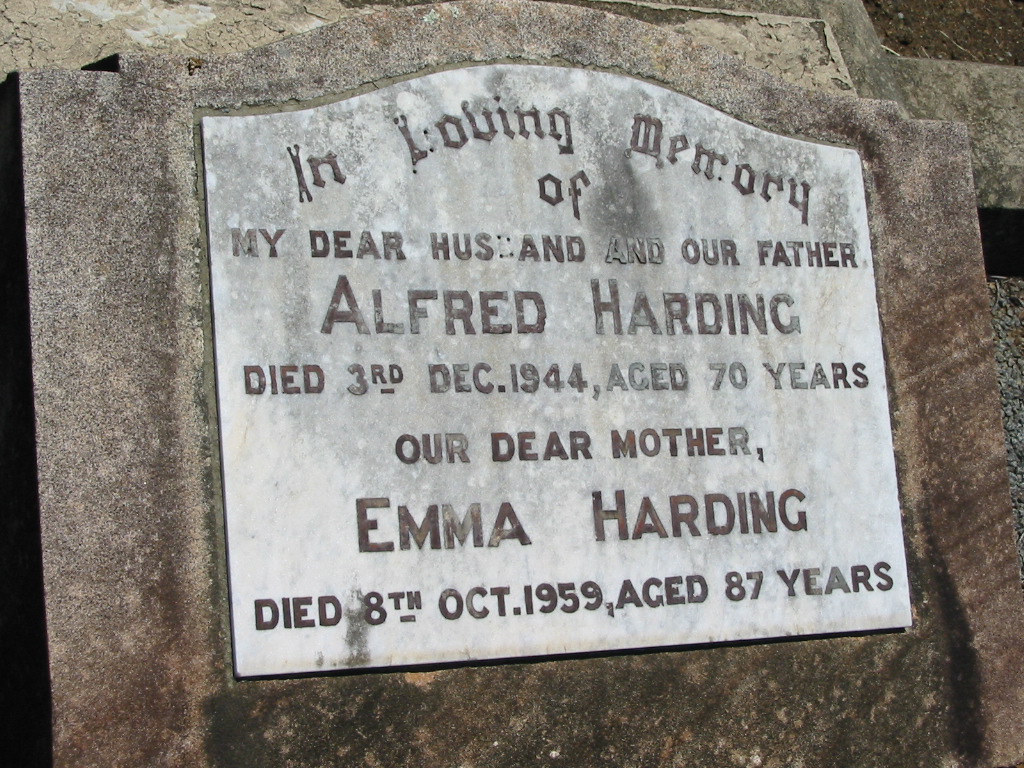 In Loving Memory
of
MY DEAR HUSBAND AND OUR FATHER
ALFRED HARDING
DIED 3RD DEC. 1944, AGED 70 YEARS
OUR DEAR MOTHER,
EMMA HARDING
DIED 8TH OCT. 1959, AGED 87 YEARS